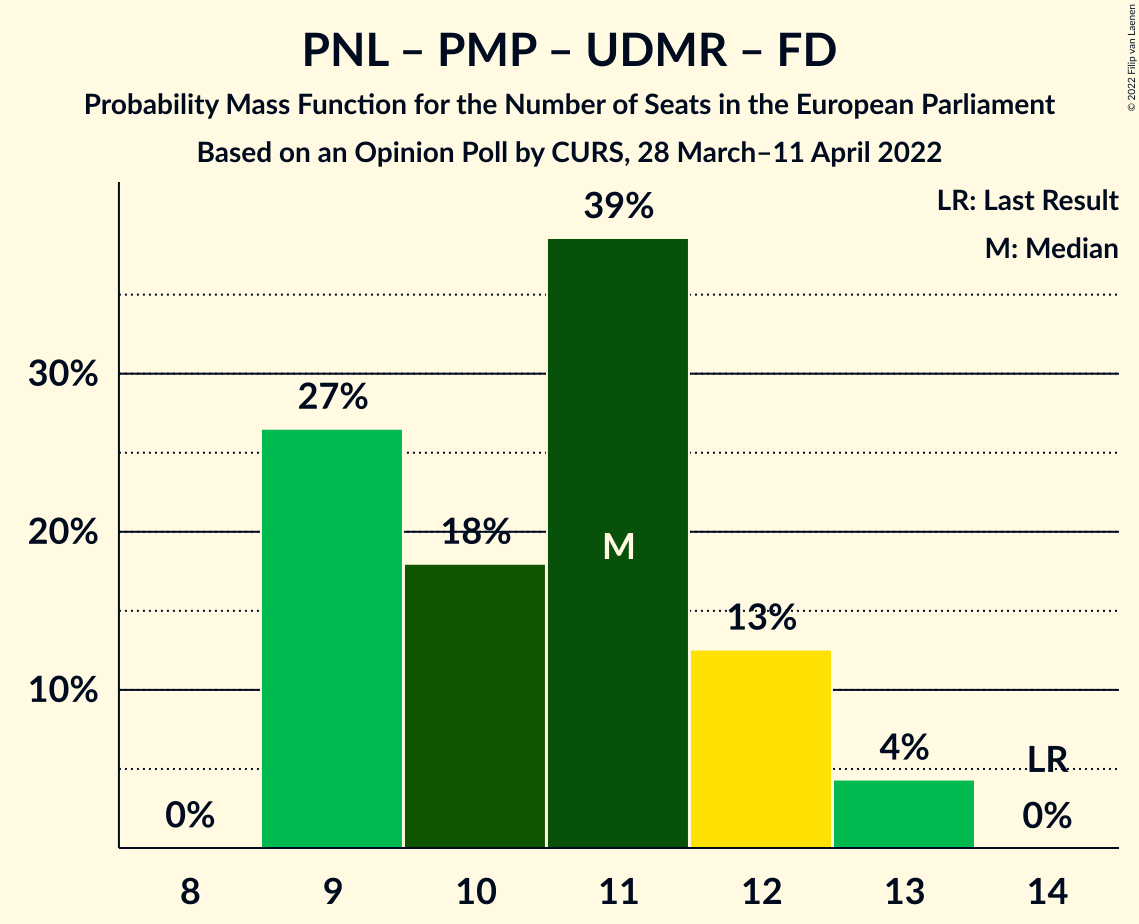 PNL – PMP – UDMR – FD
Probability Mass Function for the Number of Seats in the European Parliament
Based on an Opinion Poll by CURS, 28 March–11 April 2022
© 2022 Filip van Laenen
LR: Last Result
M: Median
39%
30%
27%
20%
18%
M
13%
10%
4%
LR
0%
0%
8 9 10 11 12 13 14